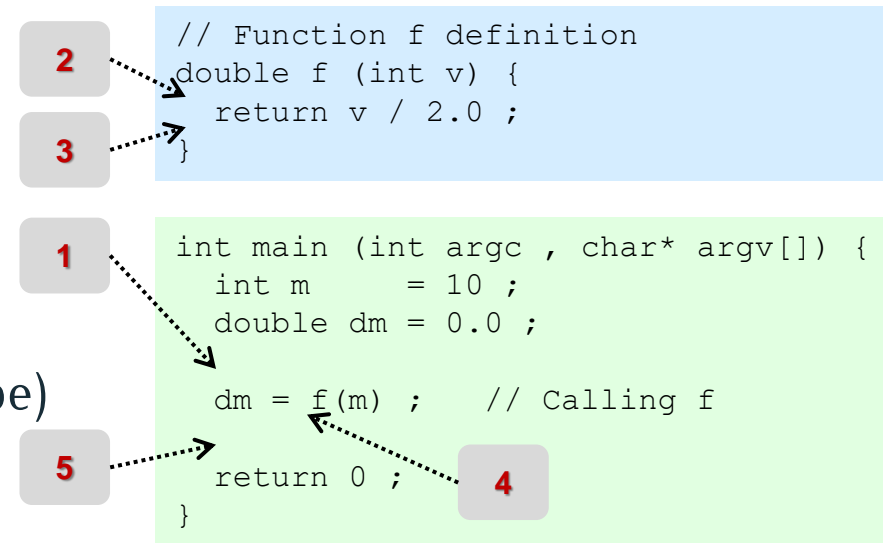 // Function f definition
2
double f (int v) {
return v / 2.0 ;
3
}
1
int main (int argc , char* argv[]) {
int m = 10 ;
double dm = 0.0 ;
dm = f(m) ; // Calling f
5
return 0 ;
4
}